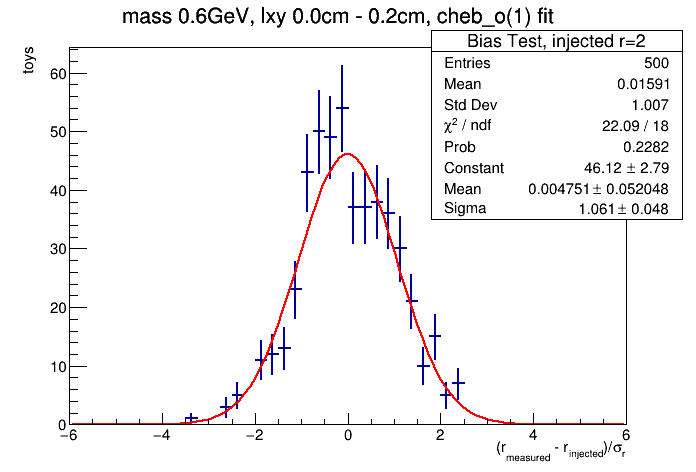 mass 0.6GeV, lxy 0.0cm - 0.2cm, cheb_o(1) fit
Bias Test, injected r=2
Entries 500
Mean 0.01591
Std Dev 1.007
χ² / ndf 22.09 / 18
Prob 0.2282
Constant 46.12 ± 2.79
Mean 0.004751 ± 0.052048
Sigma 1.061 ± 0.048
toys
60
50
40
30
20
10
0
−6 −4 −2 0 2 4 6
(r_measured - r_injected)/σ_r